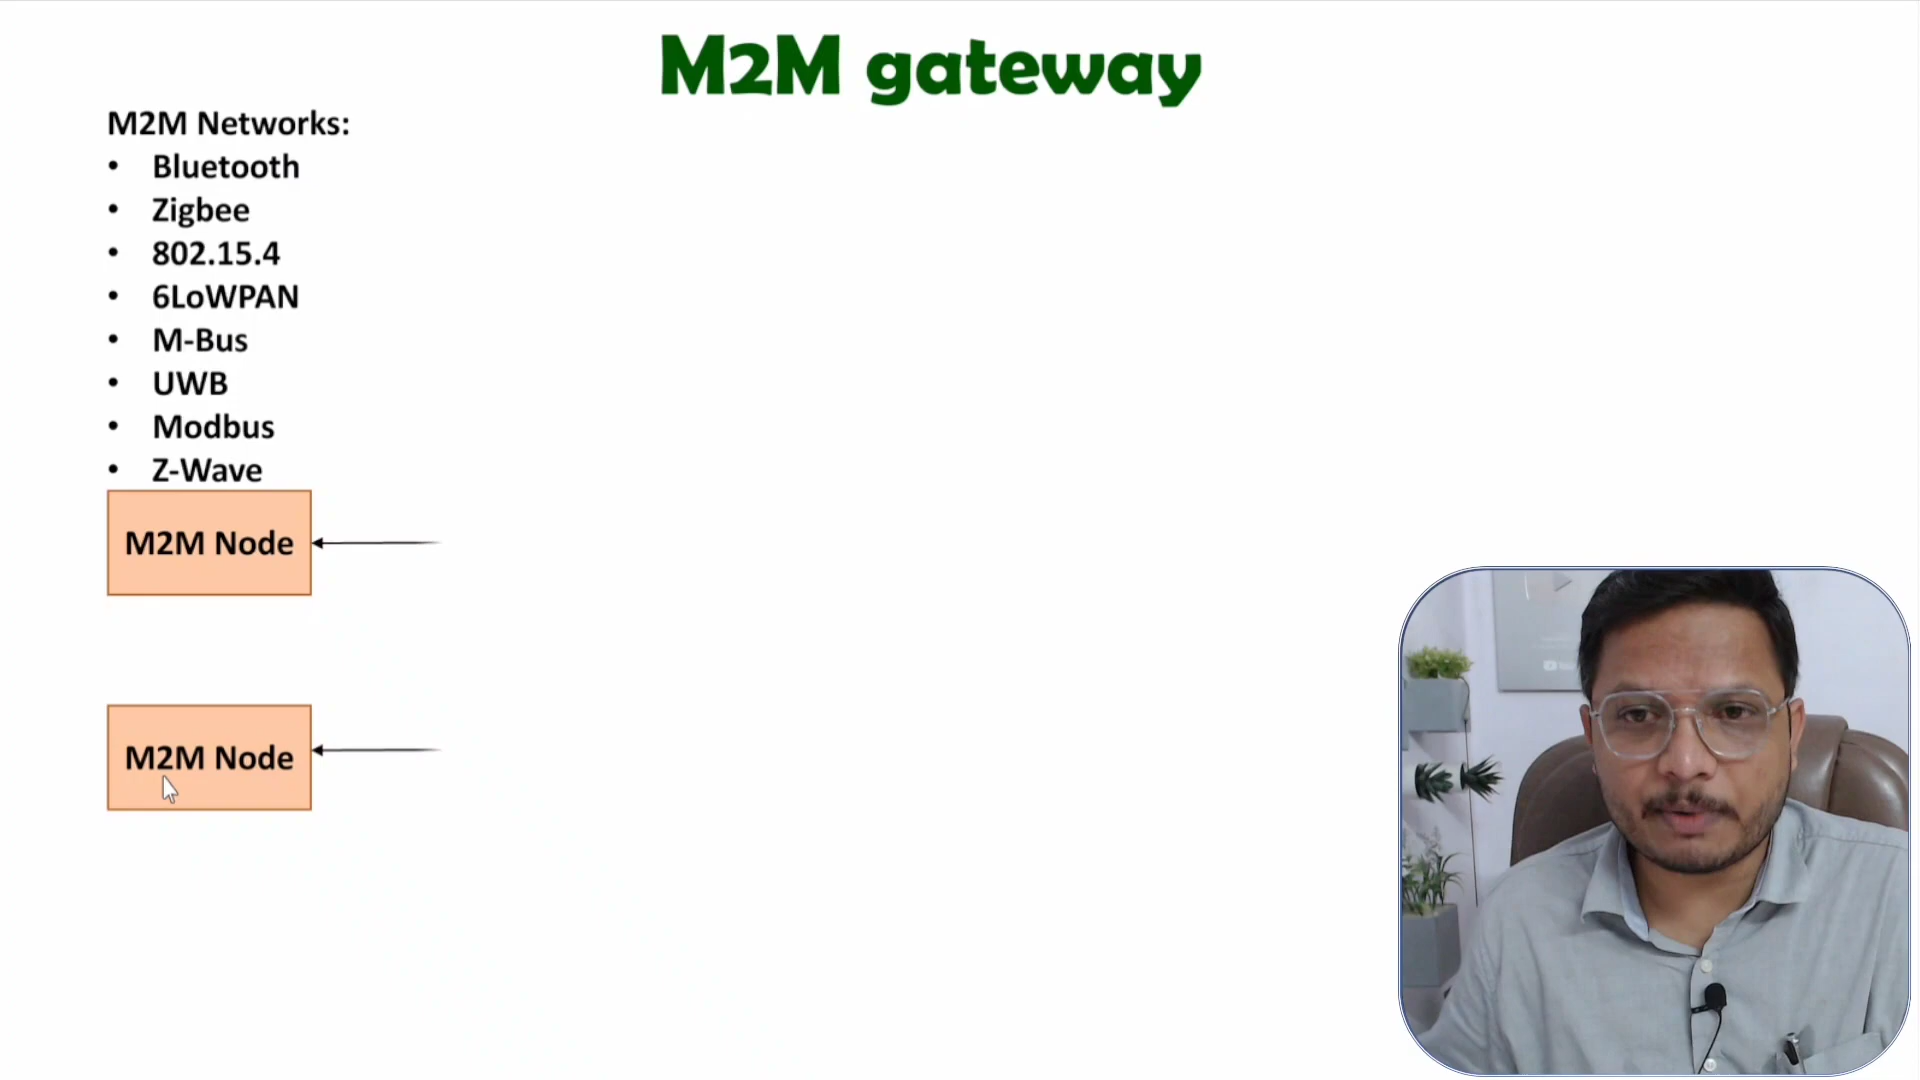 M2M gateway
M2M Networks:
• Bluetooth
• Zigbee
• 802.15.4
• 6LoWPAN
• M-Bus
• UWB
• Modbus
• Z-Wave
M2M Node
M2M Node